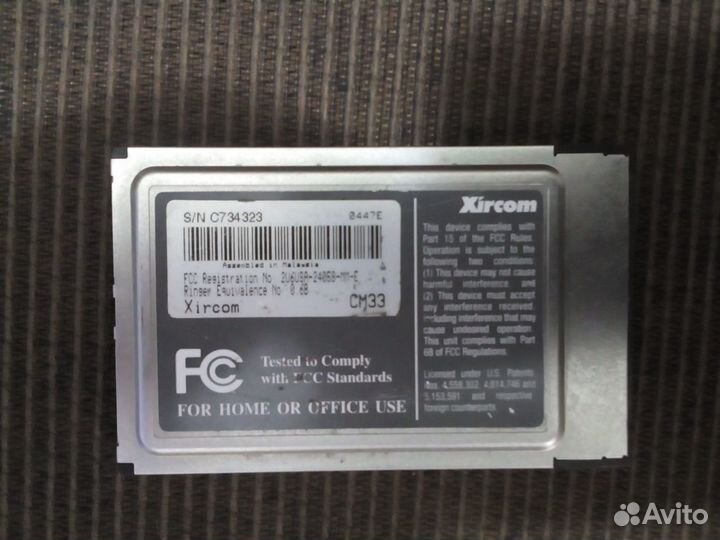 S/N C734323
0447E
Assembled in Malaysia
FCC Registration No 2U6USA-24058-MM-E
Ringer Equivalence No 0.6B
Xircom
CM33
FC
Tested to Comply
with FCC Standards
FOR HOME OR OFFICE USE
Xircom
This device complies with
Part 15 of the FCC Rules.
Operation is subject to the
following two conditions:
(1) This device may not cause
harmful interference, and
(2) This device must accept
any interference received,
including interference that may
cause undesired operation.
This unit complies with Part
68 of FCC Regulations.
Licensed under U.S. Patents
nos. 4,558,302, 4,814,746 and
5,153,591 and respective
foreign counterparts.
Avito